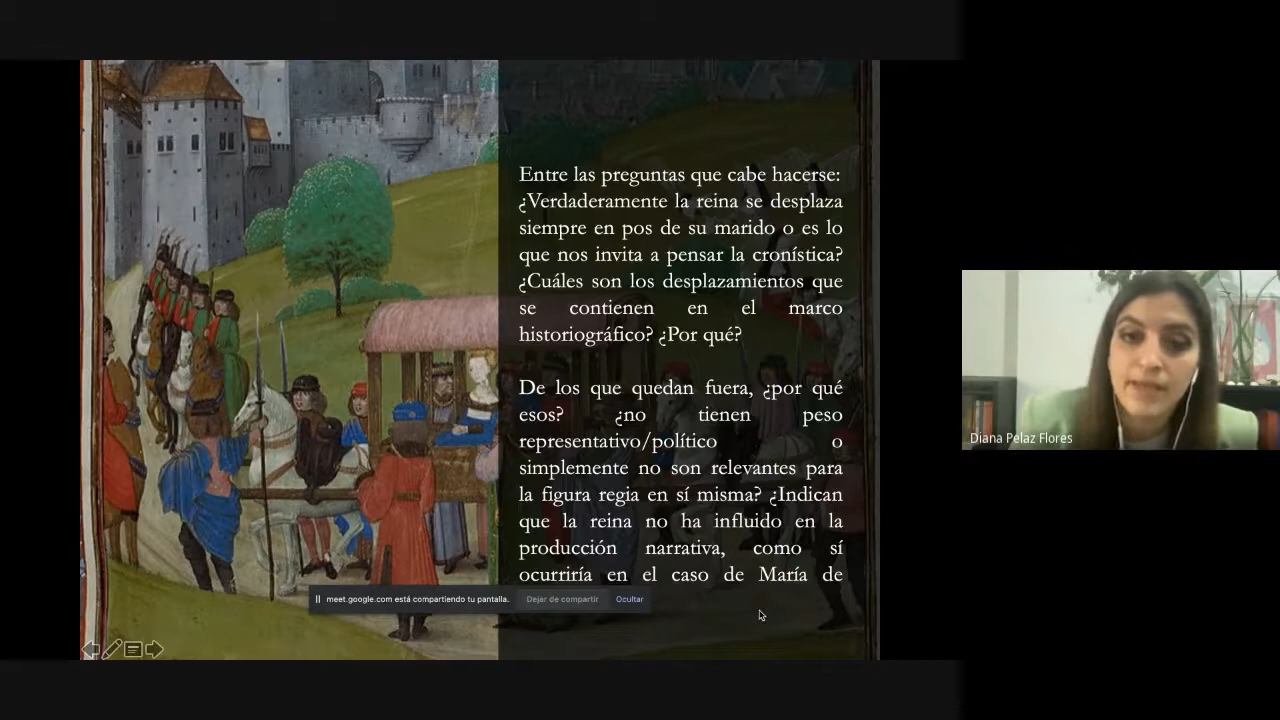 Entre las preguntas que cabe hacerse:
¿Verdaderamente la reina se desplaza
siempre en pos de su marido o es lo
que nos invita a pensar la cronística?
¿Cuáles son los desplazamientos que
se contienen en el marco
historiográfico? ¿Por qué?
De los que quedan fuera, ¿por qué
esos? ¿no tienen peso
representativo/político o
simplemente no son relevantes para
la figura regia en sí misma? ¿Indican
que la reina no ha influido en la
producción narrativa, como sí
ocurriría en el caso de María de
meet.google.com está compartiendo tu pantalla. Dejar de compartir Ocultar
Diana Pelaz Flores